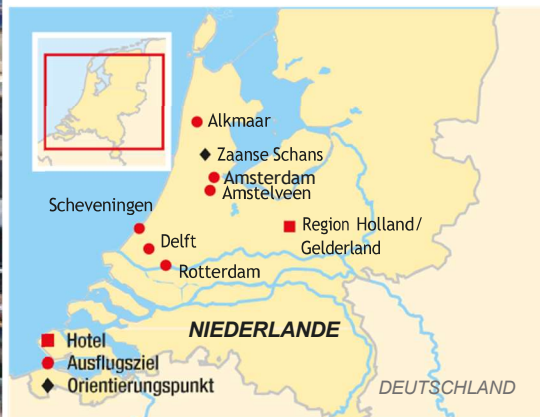 Alkmaar
Zaanse Schans
Amsterdam
Amstelveen
Scheveningen
Region Holland/
Gelderland
Delft
Rotterdam
NIEDERLANDE
Hotel
Ausflugsziel
Orientierungspunkt
DEUTSCHLAND